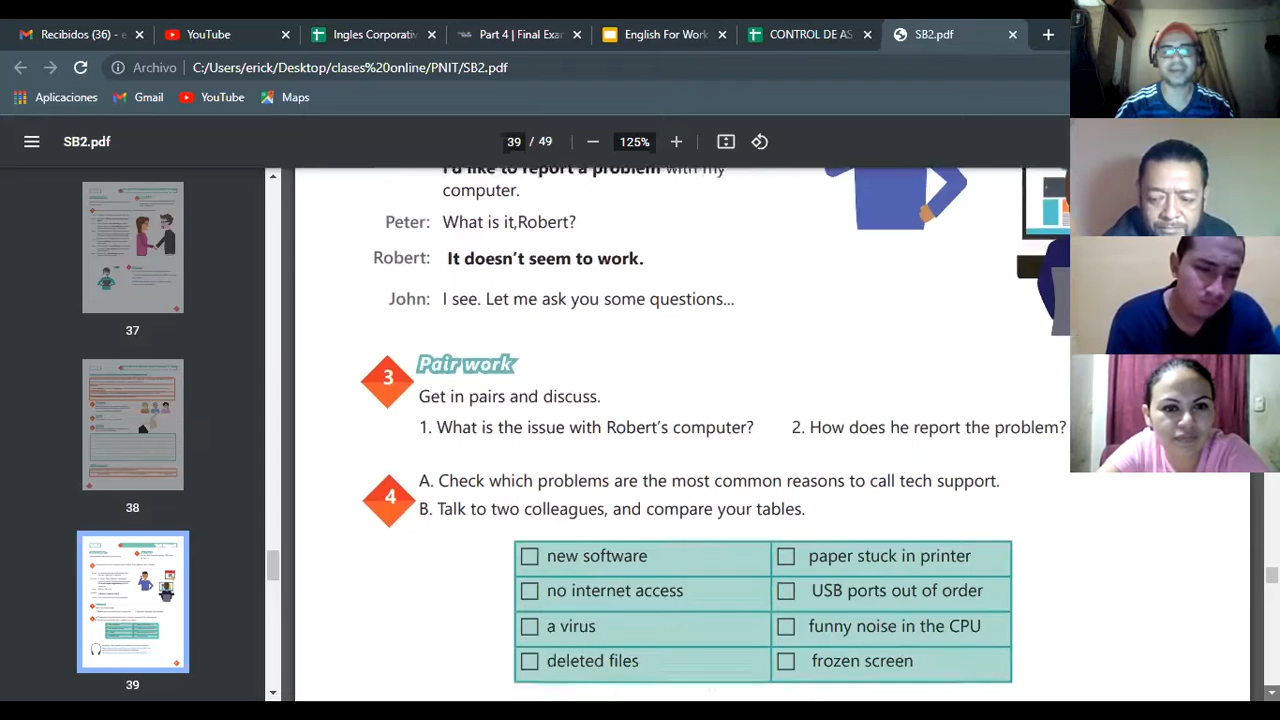 Recibidos (36) - e
YouTube
Ingles Corporativ
Part 4 | Final Exar
English For Work
CONTROL DE AS
SB2.pdf
Archivo
C:/Users/erick/Desktop/clases%20online/PNIT/SB2.pdf
Aplicaciones
Gmail
YouTube
Maps
SB2.pdf
39 / 49
125%
37
38
39
I'd like to report a problem with my
computer.
Peter: What is it,Robert?
Robert: It doesn't seem to work.
John: I see. Let me ask you some questions...
3 Pair work
Get in pairs and discuss.
1. What is the issue with Robert's computer? 2. How does he report the problem?
4
A. Check which problems are the most common reasons to call tech support.
B. Talk to two colleagues, and compare your tables.
new software paper stuck in printer
no internet access USB ports out of order
a virus funny noise in the CPU
deleted files frozen screen